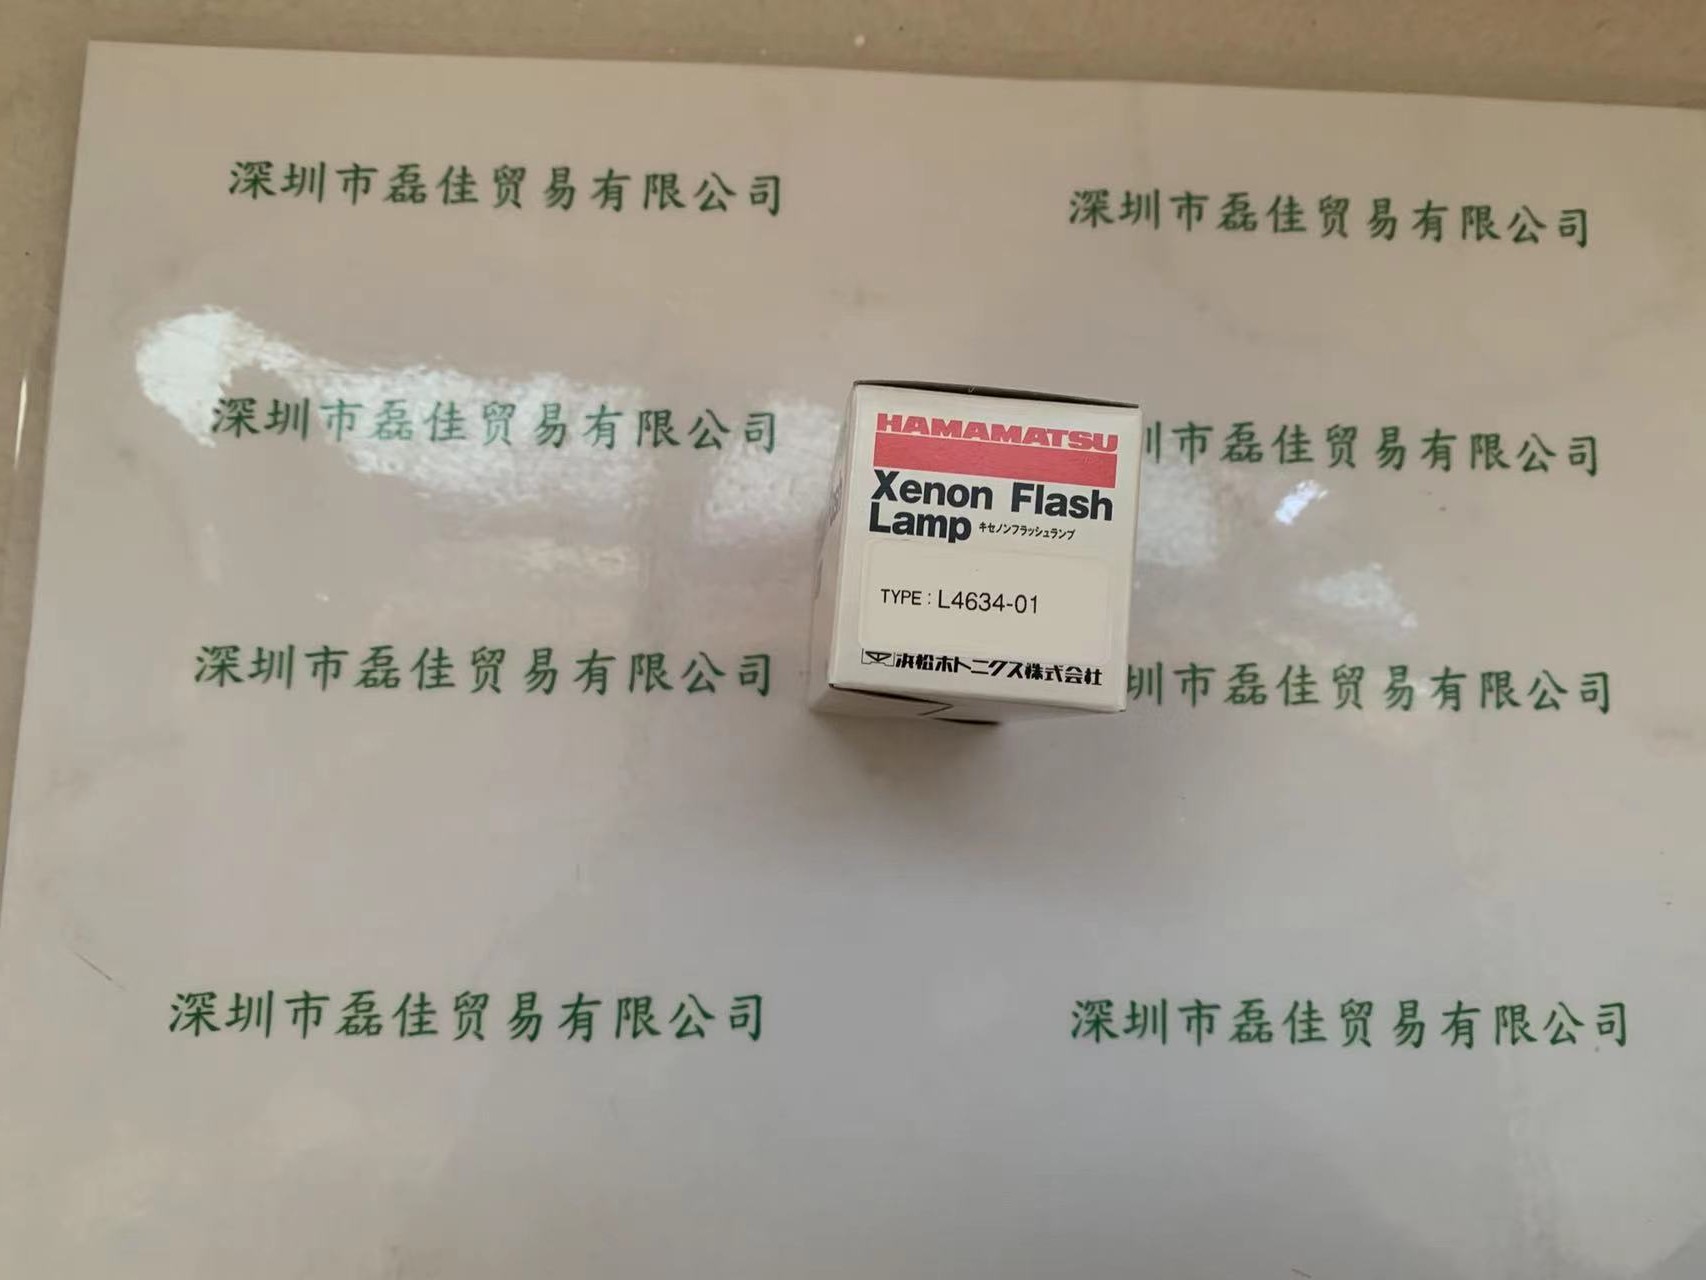 深圳市磊佳贸易有限公司
深圳市磊佳贸易有限公司
深圳市磊佳贸易有限公司
圳市磊佳贸易有限公司
HAMAMATSU
Xenon Flash
Lamp キセノンフラッシュランプ
TYPE : L4634-01
浜松ホトニクス株式会社
深圳市磊佳贸易有限公司
圳市磊佳贸易有限公司
深圳市磊佳贸易有限公司
深圳市磊佳贸易有限公司